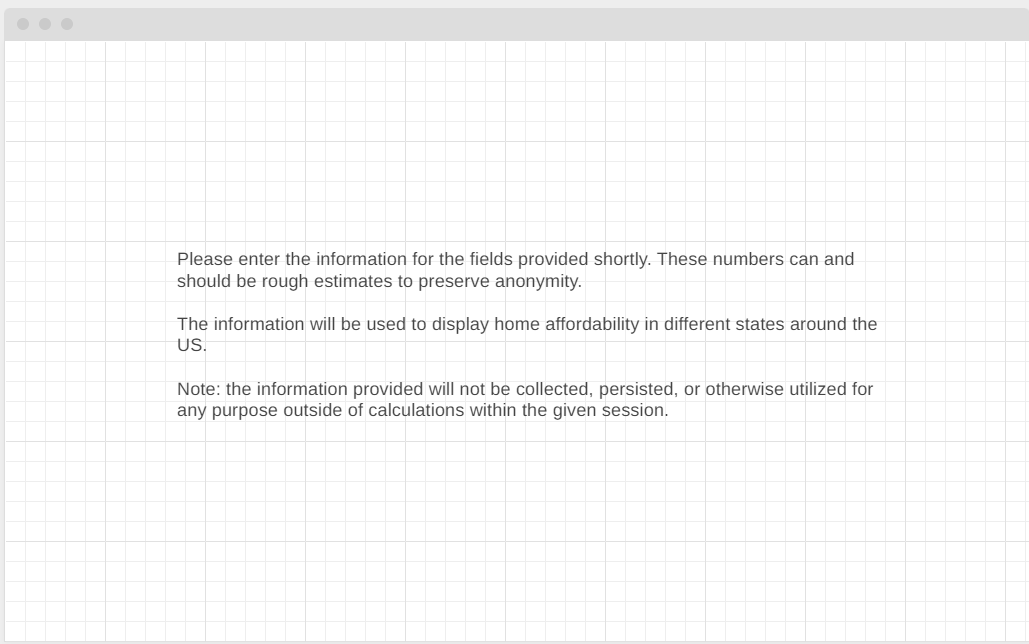 Please enter the information for the fields provided shortly. These numbers can and
should be rough estimates to preserve anonymity.
The information will be used to display home affordability in different states around the
US.
Note: the information provided will not be collected, persisted, or otherwise utilized for
any purpose outside of calculations within the given session.